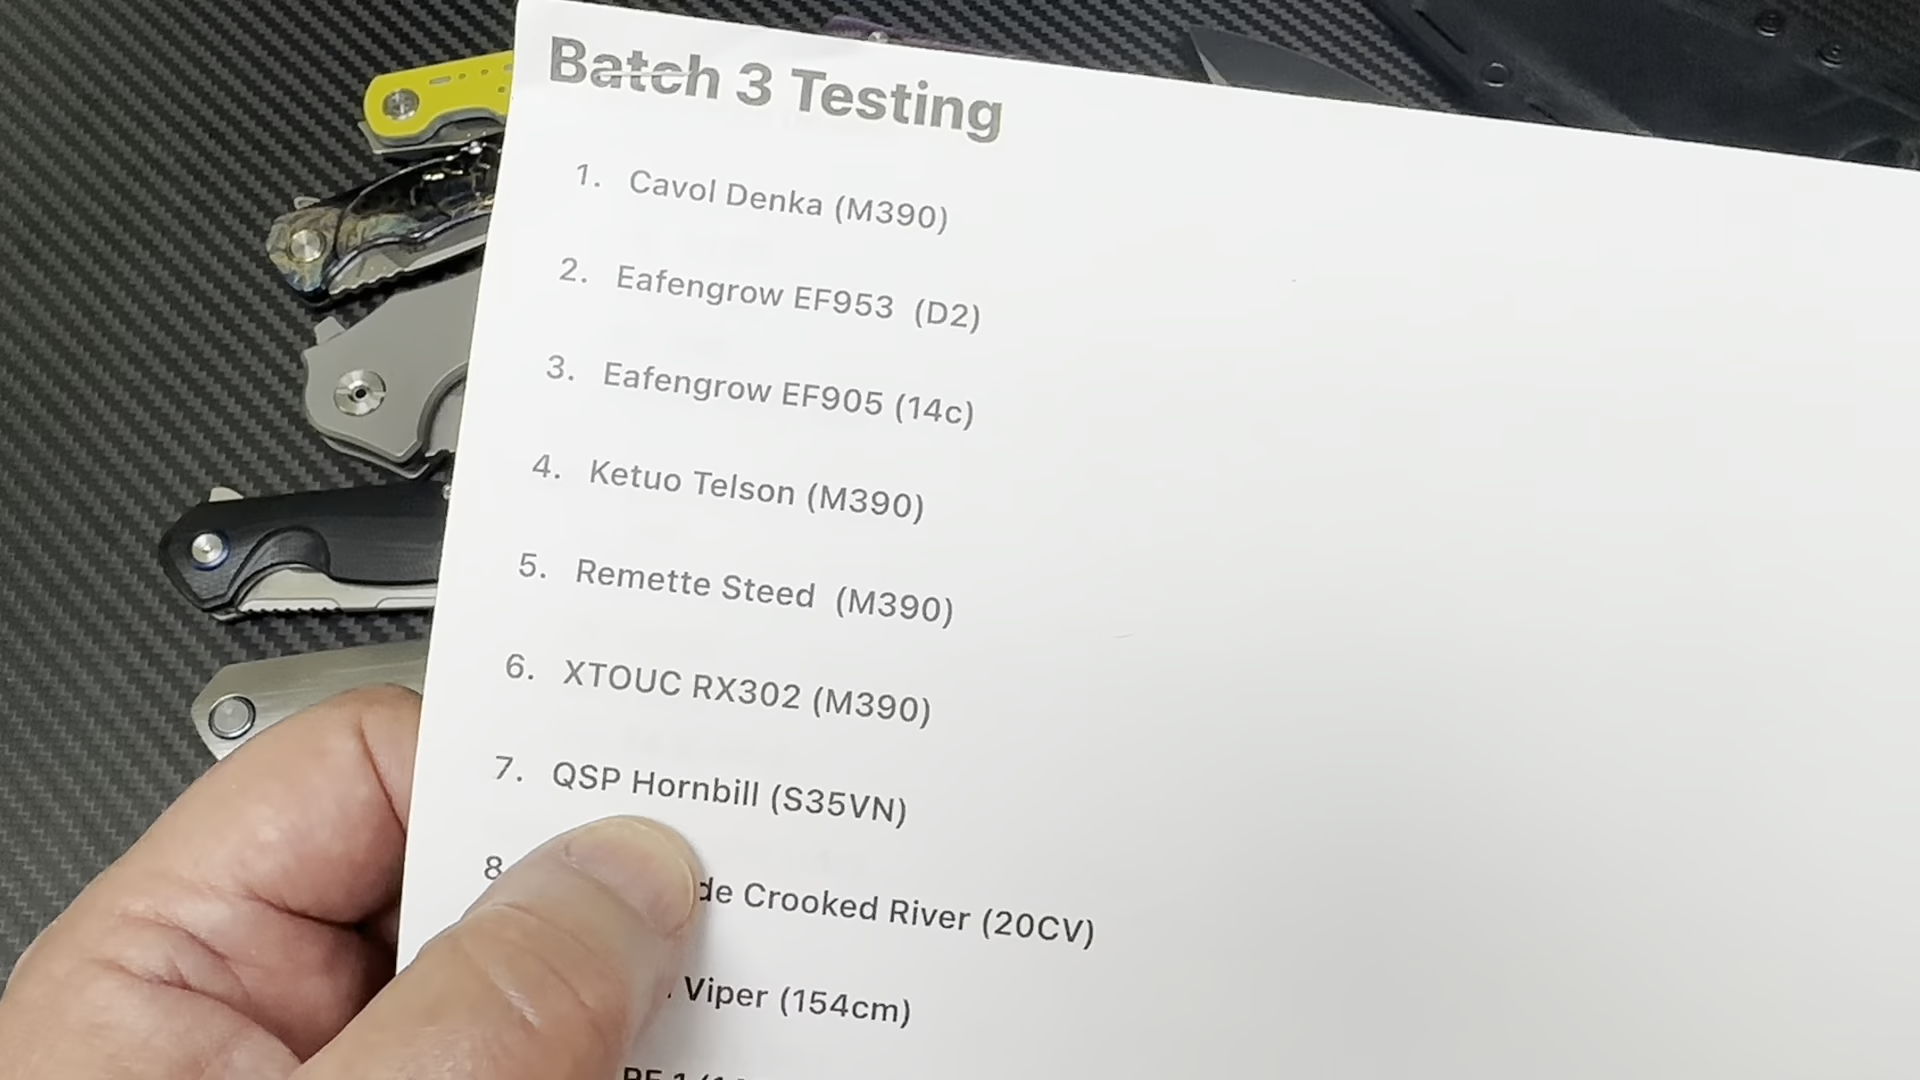 Batch 3 Testing
1. Cavol Denka (M390)
2. Eafengrow EF953 (D2)
3. Eafengrow EF905 (14c)
4. Ketuo Telson (M390)
5. Remette Steed (M390)
6. XTOUC RX302 (M390)
7. QSP Hornbill (S35VN)
8 Crooked River (20CV)
Viper (154cm)